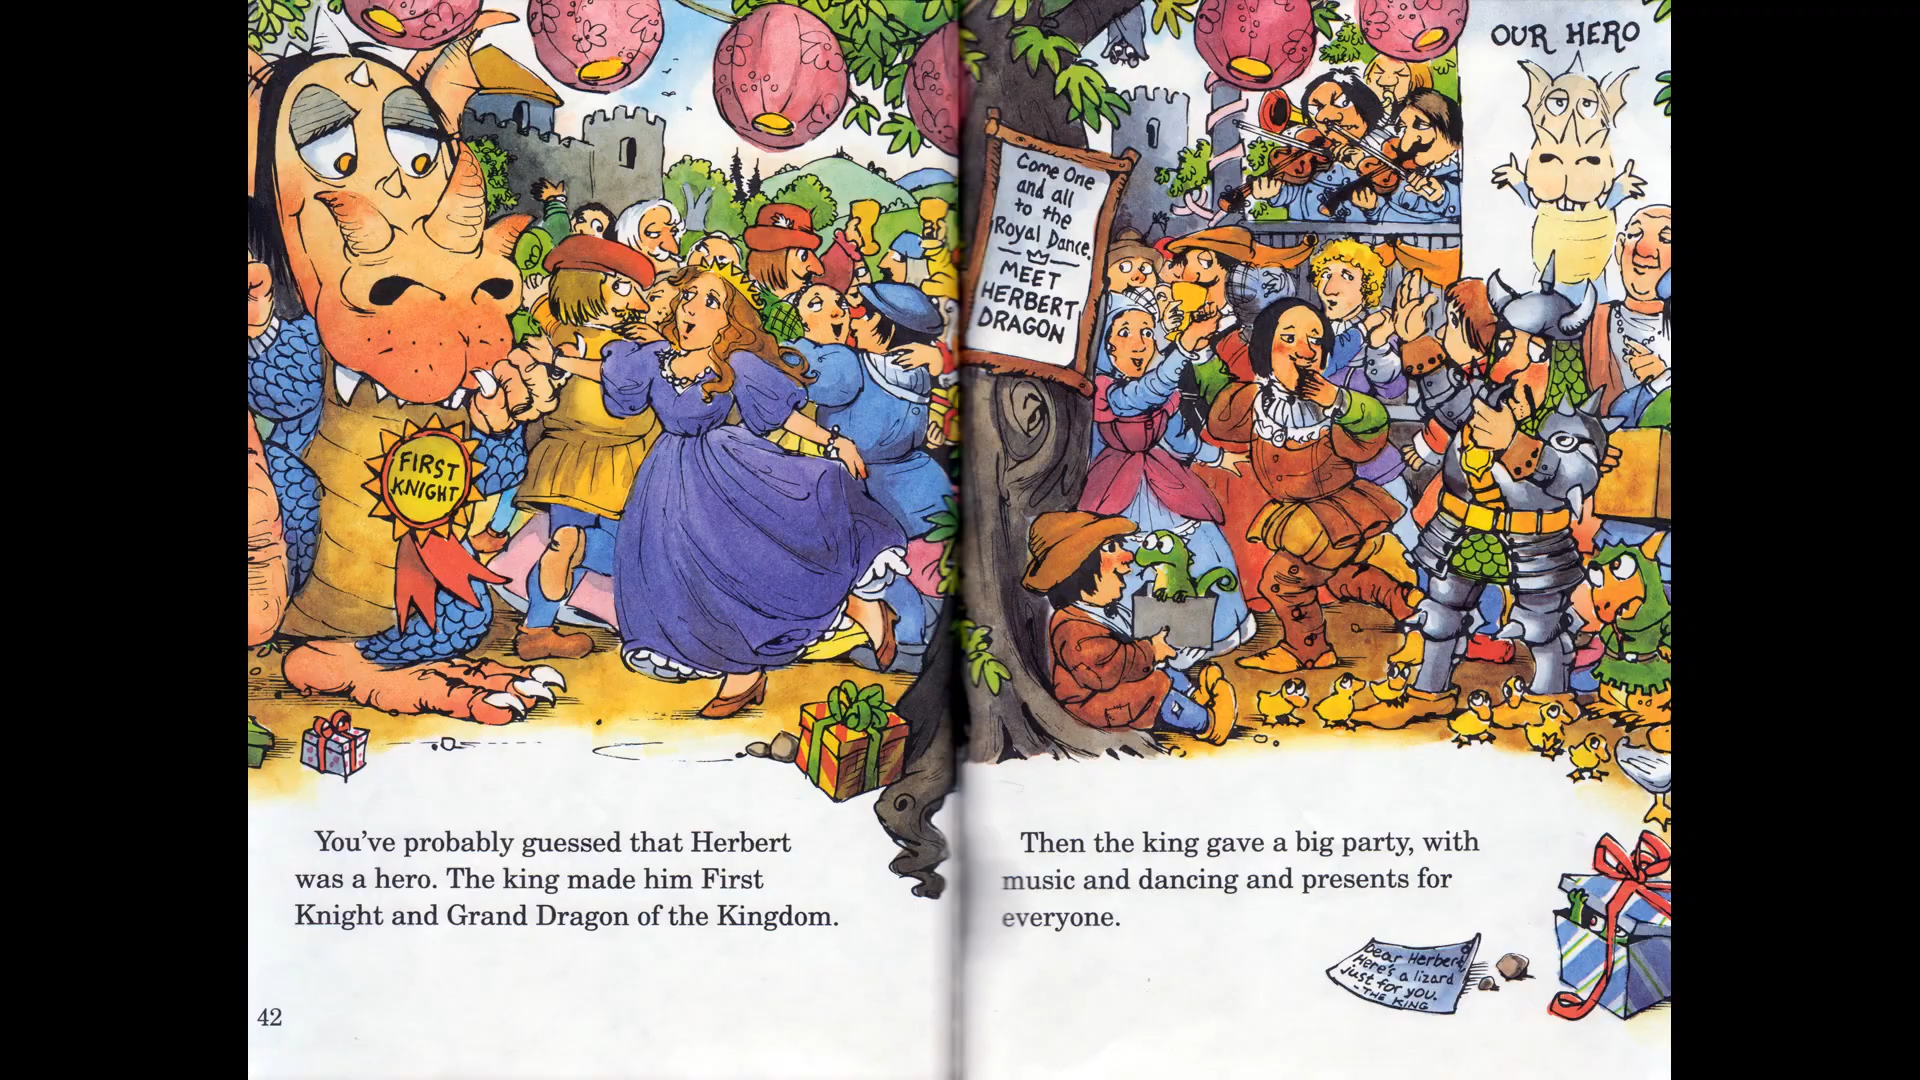 FIRST
KNIGHT
You've probably guessed that Herbert
was a hero. The king made him First
Knight and Grand Dragon of the Kingdom.
42
OUR HERO
Come One
and all
to the
Royal Dance.
MEET
HERBERT
DRAGON
Then the king gave a big party, with
music and dancing and presents for
everyone.
Dear Herbert,
Here's a lizard
just for you.
-THE KING